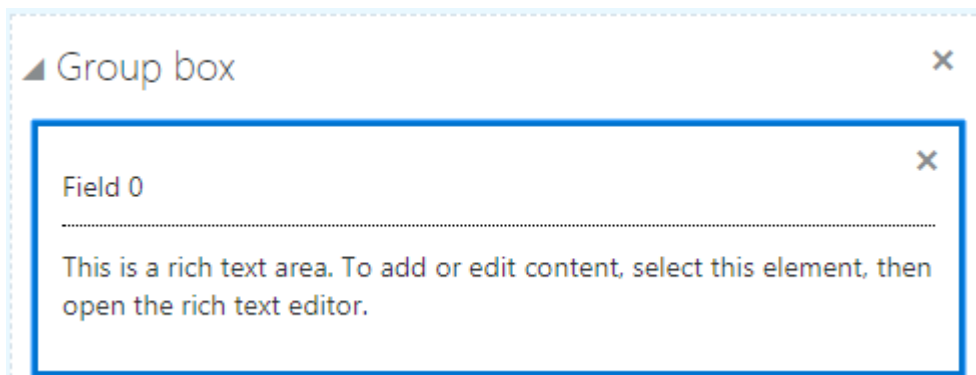 Group box
Field 0
This is a rich text area. To add or edit content, select this element, then
open the rich text editor.